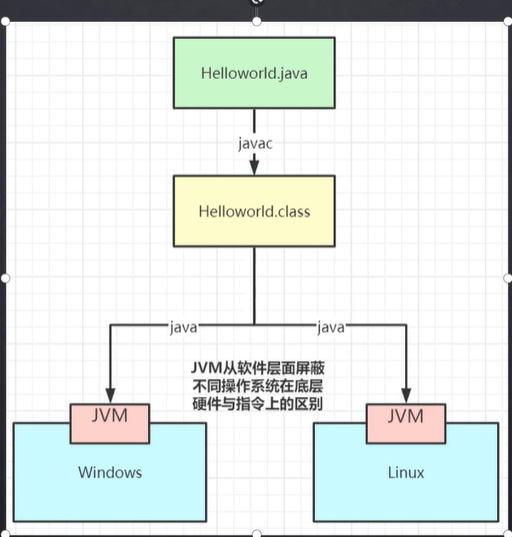 Helloworld.java
javac
Helloworld.class
java
java
JVM从软件层面屏蔽
不同操作系统在底层
硬件与指令上的区别
JVM
JVM
Windows
Linux